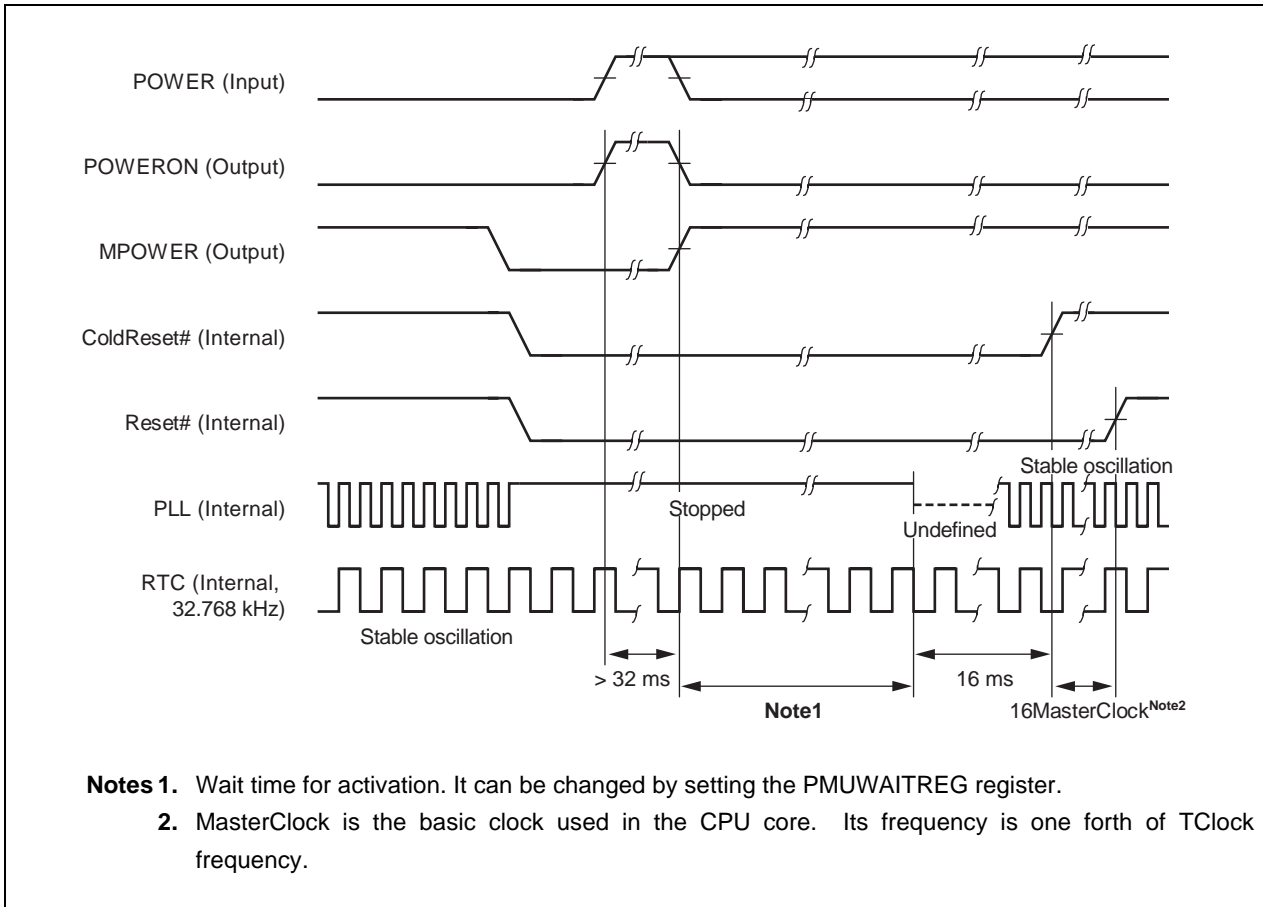 POWER (Input)
POWERON (Output)
MPOWER (Output)
ColdReset# (Internal)
Reset# (Internal)
Stable oscillation
PLL (Internal)
Stopped
Undefined
RTC (Internal,
32.768 kHz)
Stable oscillation
> 32 ms
16 ms
Note1
16MasterClockNote2
Notes 1. Wait time for activation. It can be changed by setting the PMUWAITREG register.
2. MasterClock is the basic clock used in the CPU core. Its frequency is one forth of TClock
frequency.